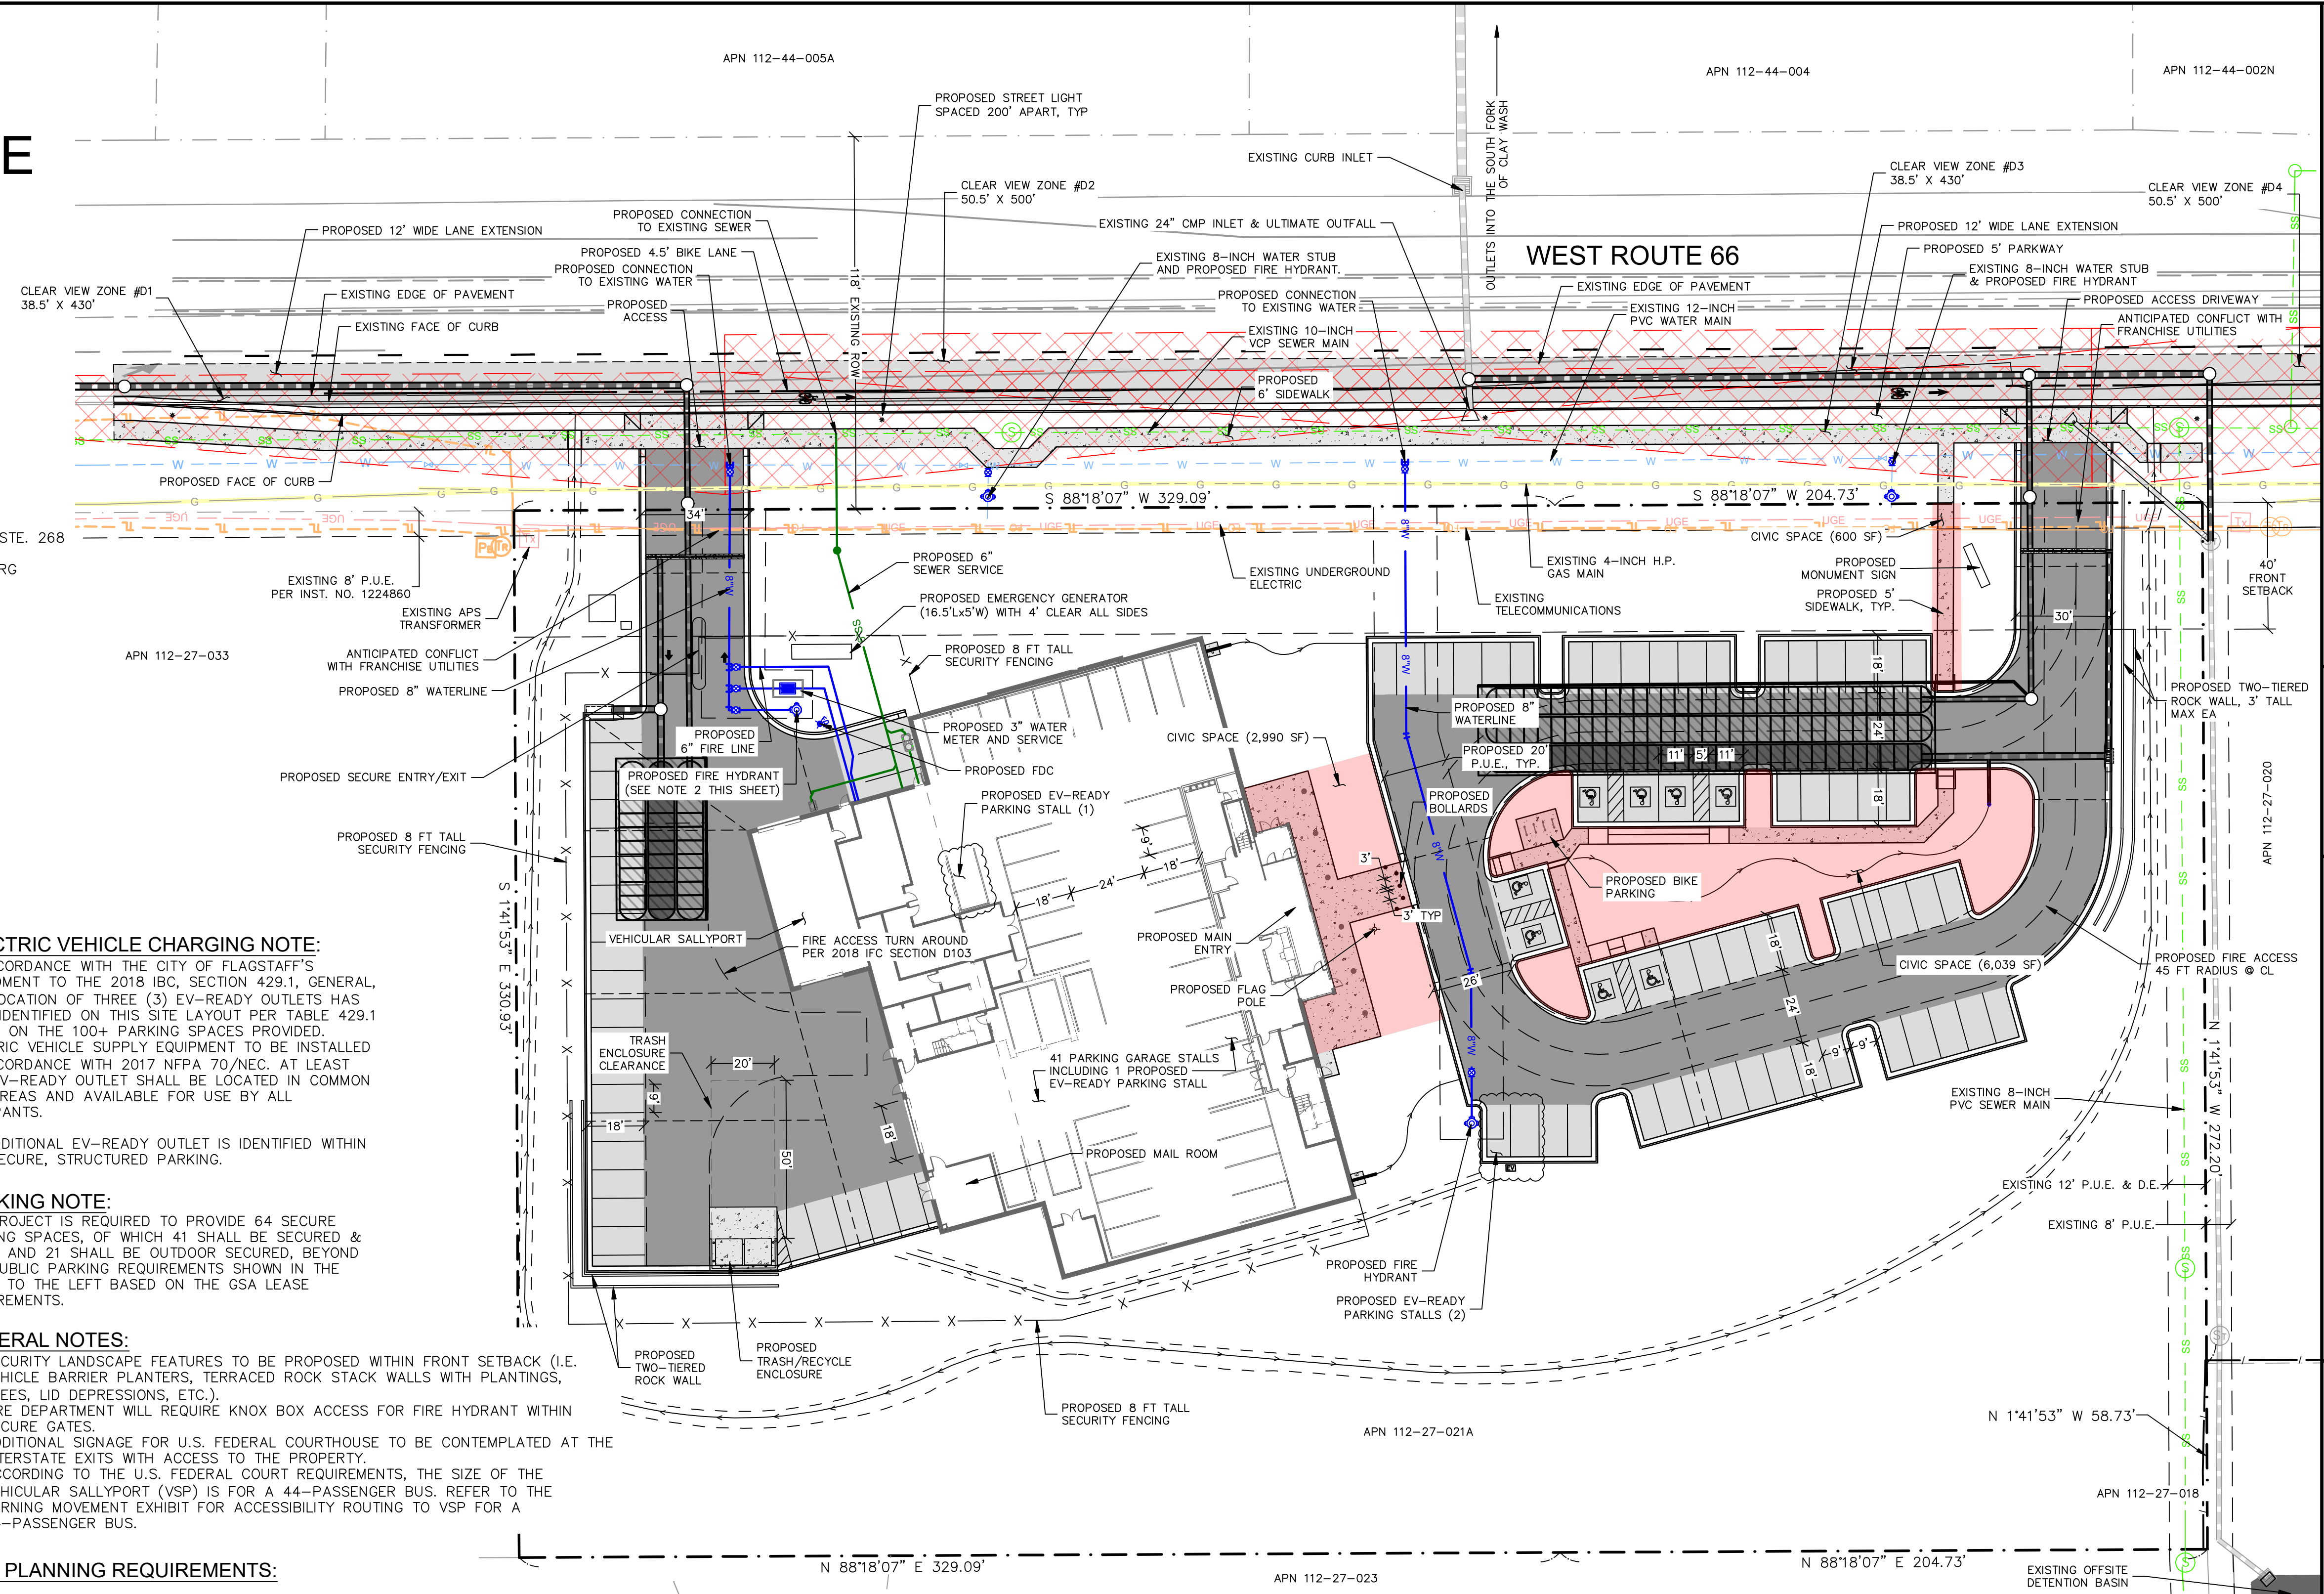 APN 112-44-005A
APN 112-44-004
APN 112-44-002N
E
PROPOSED STREET LIGHT
SPACED 200' APART, TYP
EXISTING CURB INLET
OUTLETS INTO THE SOUTH FORK
OF CLAY WASH
CLEAR VIEW ZONE #D3
38.5' X 430'
CLEAR VIEW ZONE #D4
50.5' X 500'
CLEAR VIEW ZONE #D2
50.5' X 500'
PROPOSED CONNECTION
TO EXISTING SEWER
PROPOSED 12' WIDE LANE EXTENSION
EXISTING 24" CMP INLET & ULTIMATE OUTFALL
WEST ROUTE 66
PROPOSED 12' WIDE LANE EXTENSION
PROPOSED 5' PARKWAY
PROPOSED 4.5' BIKE LANE
PROPOSED CONNECTION
TO EXISTING WATER
118' EXISTING ROW
EXISTING 8-INCH WATER STUB
AND PROPOSED FIRE HYDRANT.
EXISTING 8-INCH WATER STUB
& PROPOSED FIRE HYDRANT
CLEAR VIEW ZONE #D1
38.5' X 430'
EXISTING EDGE OF PAVEMENT
PROPOSED
ACCESS
PROPOSED CONNECTION
TO EXISTING WATER
EXISTING EDGE OF PAVEMENT
PROPOSED ACCESS DRIVEWAY
EXISTING FACE OF CURB
EXISTING 10-INCH
VCP SEWER MAIN
EXISTING 12-INCH
PVC WATER MAIN
ANTICIPATED CONFLICT WITH
FRANCHISE UTILITIES
PROPOSED
6' SIDEWALK
PROPOSED FACE OF CURB
S 88°18'07" W 329.09'
S 88°18'07" W 204.73'
34'
STE. 268
RG
EXISTING 8' P.U.E.
PER INST. NO. 1224860
EXISTING APS
TRANSFORMER
PROPOSED 6"
SEWER SERVICE
EXISTING UNDERGROUND
ELECTRIC
EXISTING 4-INCH H.P.
GAS MAIN
EXISTING
TELECOMMUNICATIONS
CIVIC SPACE (600 SF)
PROPOSED
MONUMENT SIGN
PROPOSED 5'
SIDEWALK, TYP.
40'
FRONT
SETBACK
30'
PROPOSED EMERGENCY GENERATOR
(16.5'Lx5'W) WITH 4' CLEAR ALL SIDES
APN 112-27-033
ANTICIPATED CONFLICT
WITH FRANCHISE UTILITIES
PROPOSED 8" WATERLINE
PROPOSED 8 FT TALL
SECURITY FENCING
PROPOSED TWO-TIERED
ROCK WALL, 3' TALL
MAX EA
PROPOSED
6" FIRE LINE
PROPOSED 3" WATER
METER AND SERVICE
CIVIC SPACE (2,990 SF)
PROPOSED 8"
WATERLINE
PROPOSED 20'
P.U.E., TYP.
18'
24'
11'
5'
11'
18'
PROPOSED SECURE ENTRY/EXIT
PROPOSED FIRE HYDRANT
(SEE NOTE 2 THIS SHEET)
PROPOSED FDC
PROPOSED EV-READY
PARKING STALL (1)
PROPOSED
BOLLARDS
APN 112-27-020
PROPOSED 8 FT TALL
SECURITY FENCING
9'
18'
24'
18'
3'
3' TYP
PROPOSED BIKE
PARKING
S 1°41'53" E 330.93'
VEHICULAR SALLYPORT
FIRE ACCESS TURN AROUND
PER 2018 IFC SECTION D103
PROPOSED MAIN
ENTRY
PROPOSED FLAG
POLE
26'
18'
24'
18'
9'
9'
CIVIC SPACE (6,039 SF)
PROPOSED FIRE ACCESS
45 FT RADIUS @ CL
CTRIC VEHICLE CHARGING NOTE:
CORDANCE WITH THE CITY OF FLAGSTAFF'S
DMENT TO THE 2018 IBC, SECTION 429.1, GENERAL,
OCATION OF THREE (3) EV-READY OUTLETS HAS
IDENTIFIED ON THIS SITE LAYOUT PER TABLE 429.1
ON THE 100+ PARKING SPACES PROVIDED.
RIC VEHICLE SUPPLY EQUIPMENT TO BE INSTALLED
CORDANCE WITH 2017 NFPA 70/NEC. AT LEAST
EV-READY OUTLET SHALL BE LOCATED IN COMMON
REAS AND AVAILABLE FOR USE BY ALL
PANTS.
DITIONAL EV-READY OUTLET IS IDENTIFIED WITHIN
ECURE, STRUCTURED PARKING.
TRASH
ENCLOSURE
CLEARANCE
20'
9'
18'
50'
18'
41 PARKING GARAGE STALLS
INCLUDING 1 PROPOSED
EV-READY PARKING STALL
PROPOSED MAIL ROOM
EV
N 1°41'53" W 272.20'
EXISTING 8-INCH
PVC SEWER MAIN
EXISTING 12' P.U.E. & D.E.
EXISTING 8' P.U.E.
KING NOTE:
ROJECT IS REQUIRED TO PROVIDE 64 SECURE
NG SPACES, OF WHICH 41 SHALL BE SECURED &
AND 21 SHALL BE OUTDOOR SECURED, BEYOND
UBLIC PARKING REQUIREMENTS SHOWN IN THE
TO THE LEFT BASED ON THE GSA LEASE
REMENTS.
PROPOSED FIRE
HYDRANT
PROPOSED EV-READY
PARKING STALLS (2)
PROPOSED
TWO-TIERED
ROCK WALL
PROPOSED
TRASH/RECYCLE
ENCLOSURE
PROPOSED 8 FT TALL
SECURITY FENCING
APN 112-27-021A
N 1°41'53" W 58.73'
APN 112-27-018
ERAL NOTES:
ECURITY LANDSCAPE FEATURES TO BE PROPOSED WITHIN FRONT SETBACK (I.E.
EHICLE BARRIER PLANTERS, TERRACED ROCK STACK WALLS WITH PLANTINGS,
EES, LID DEPRESSIONS, ETC.).
RE DEPARTMENT WILL REQUIRE KNOX BOX ACCESS FOR FIRE HYDRANT WITHIN
CURE GATES.
DDITIONAL SIGNAGE FOR U.S. FEDERAL COURTHOUSE TO BE CONTEMPLATED AT THE
TERSTATE EXITS WITH ACCESS TO THE PROPERTY.
CCORDING TO THE U.S. FEDERAL COURT REQUIREMENTS, THE SIZE OF THE
HICULAR SALLYPORT (VSP) IS FOR A 44-PASSENGER BUS. REFER TO THE
RNING MOVEMENT EXHIBIT FOR ACCESSIBILITY ROUTING TO VSP FOR A
-PASSENGER BUS.
PLANNING REQUIREMENTS:
N 88°18'07" E 329.09'
APN 112-27-023
N 88°18'07" E 204.73'
EXISTING OFFSITE
DETENTION BASIN